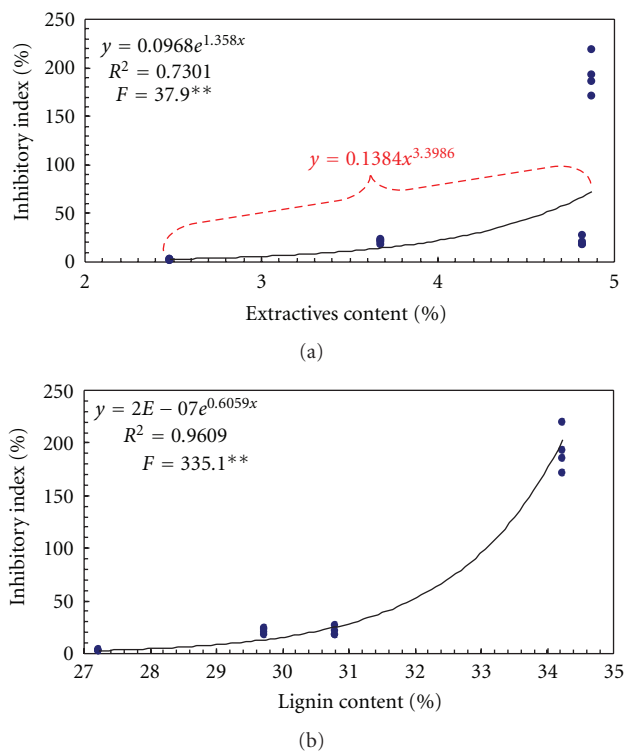 y = 0.0968e^1.358x
R² = 0.7301
F = 37.9**
y = 0.1384x^3.3986
Inhibitory index (%)
250
200
150
100
50
0
2 3 4 5
Extractives content (%)
(a)
y = 2E − 07e^0.6059x
R² = 0.9609
F = 335.1**
Inhibitory index (%)
250
200
150
100
50
0
27 28 29 30 31 32 33 34 35
Lignin content (%)
(b)